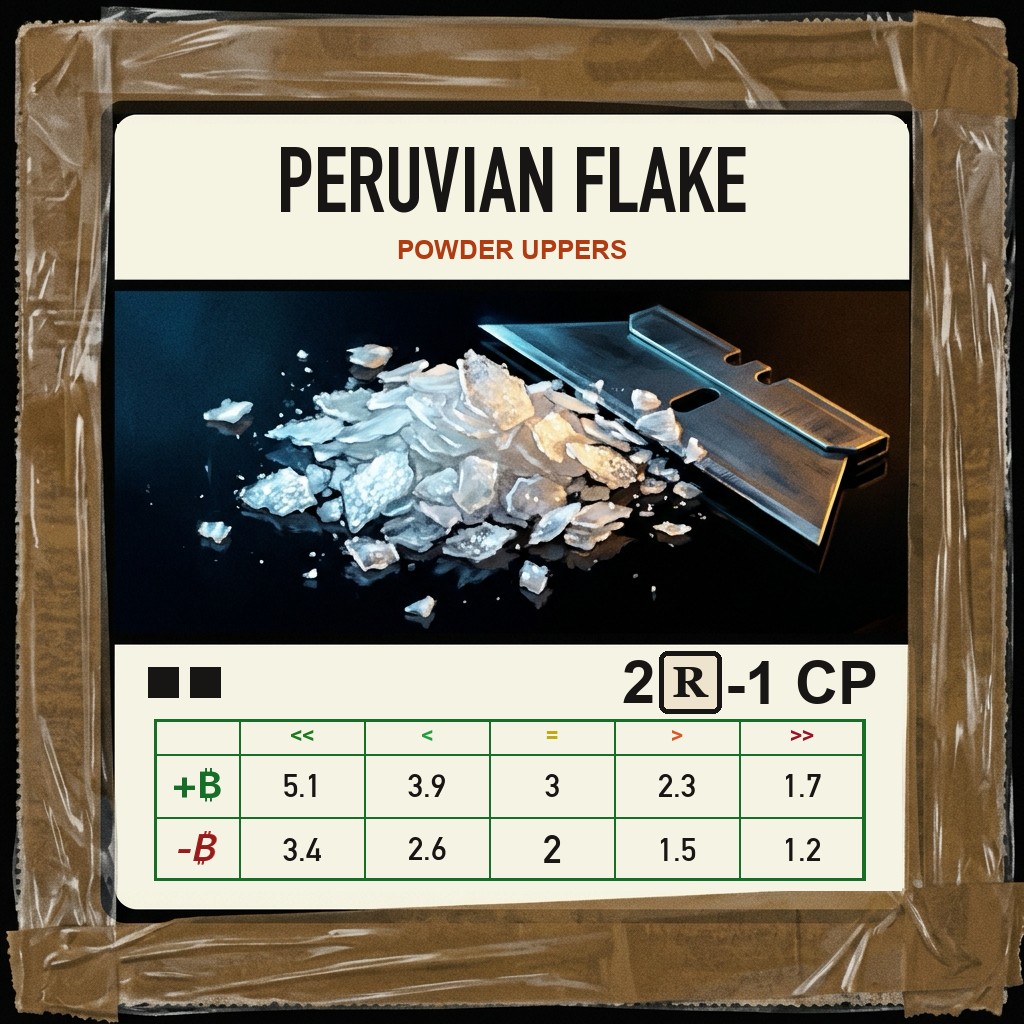 PERUVIAN FLAKE
POWDER UPPERS
2 R -1 CP
<< < = > >>
+₿ 5.1 3.9 3 2.3 1.7
-₿ 3.4 2.6 2 1.5 1.2